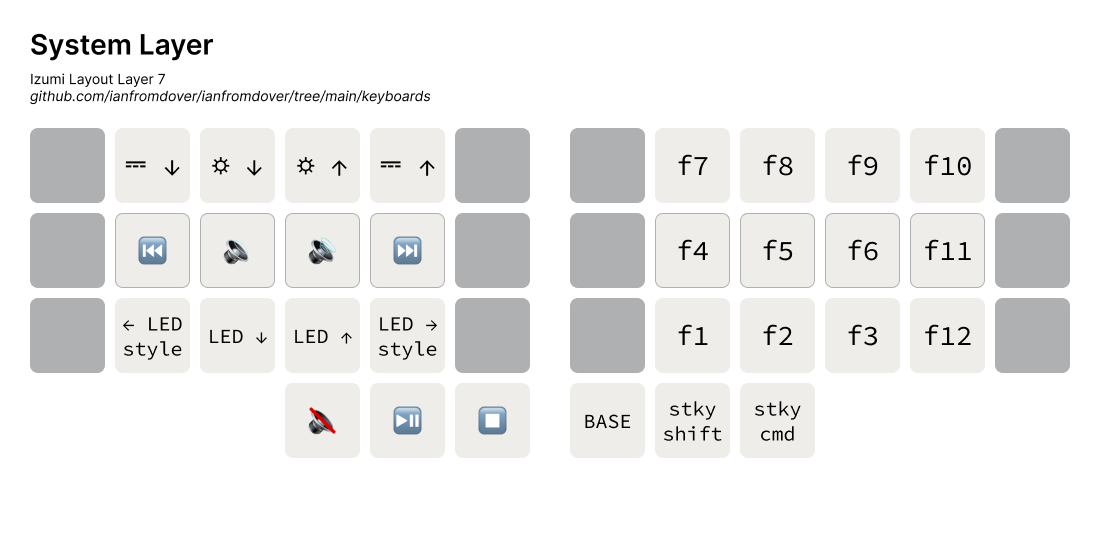 System Layer
Izumi Layout Layer 7
github.com/ianfromdover/ianfromdover/tree/main/keyboards
⎓ ↓ ☼ ↓ ☼ ↑ ⎓ ↑ f7 f8 f9 f10
⏮ 🔈 🔊 ⏭ f4 f5 f6 f11
← LED style LED ↓ LED ↑ LED → style f1 f2 f3 f12
🔇 ⏯ ⏹ BASE stky shift stky cmd